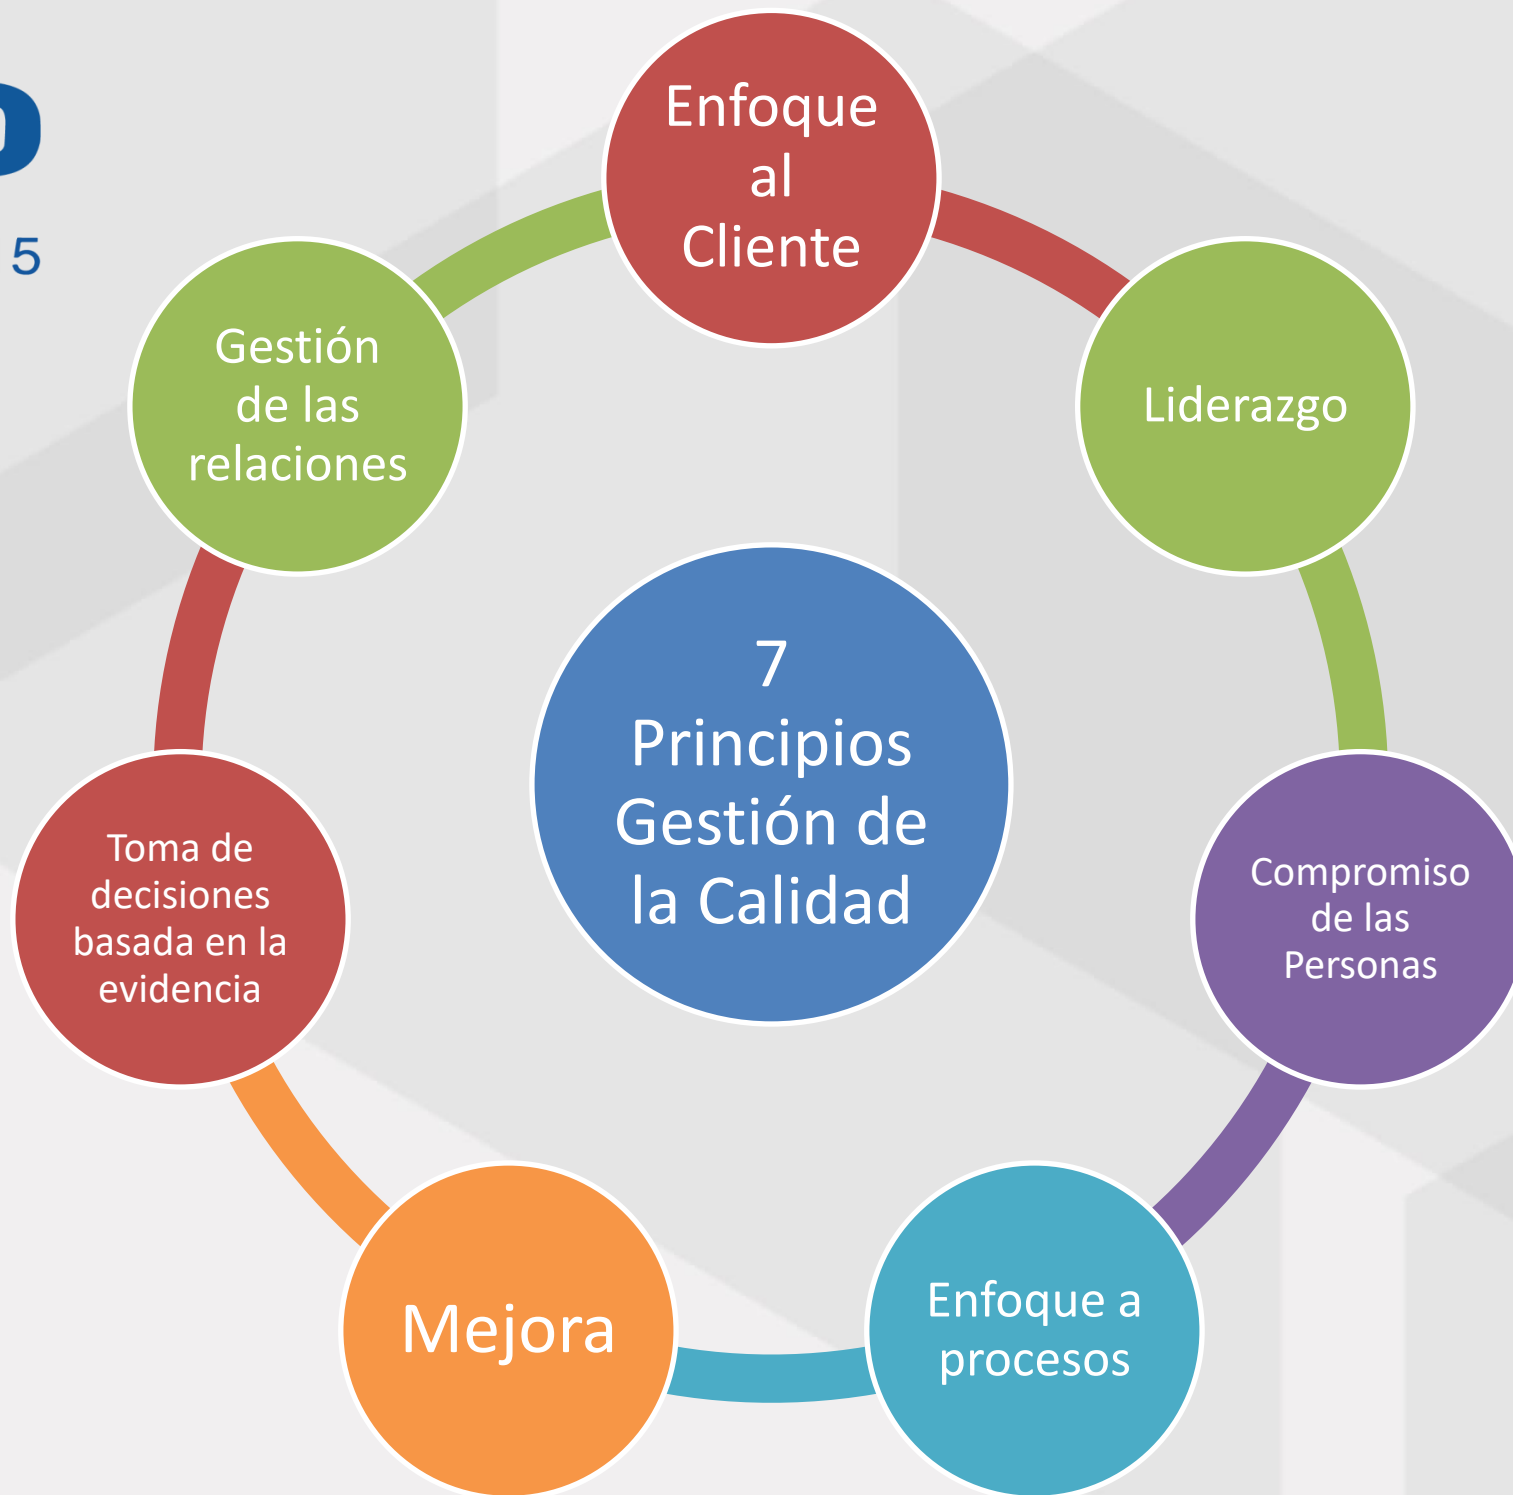 5
Enfoque
al
Cliente
Liderazgo
Compromiso
de las
Personas
Enfoque a
procesos
Mejora
Toma de
decisiones
basada en la
evidencia
Gestión
de las
relaciones
7
Principios
Gestión de
la Calidad